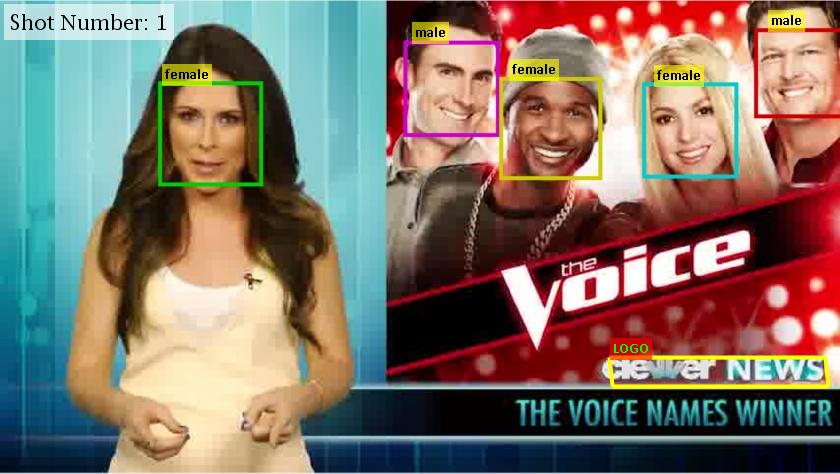 Shot Number: 1
female
male
female
female
male
the
Voice
LOGO
clevver NEWS
THE VOICE NAMES WINNER